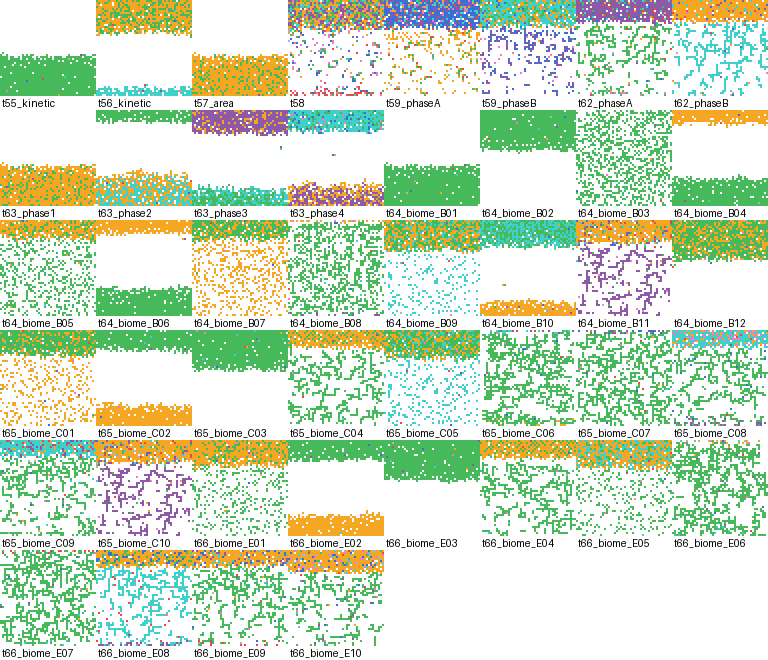 t55_kinetic t56_kinetic t57_area t58 t59_phaseA t59_phaseB t62_phaseA t62_phaseB
t63_phase1 t63_phase2 t63_phase3 t63_phase4 t64_biome_B01 t64_biome_B02 t64_biome_B03 t64_biome_B04
t64_biome_B05 t64_biome_B06 t64_biome_B07 t64_biome_B08 t64_biome_B09 t64_biome_B10 t64_biome_B11 t64_biome_B12
t65_biome_C01 t65_biome_C02 t65_biome_C03 t65_biome_C04 t65_biome_C05 t65_biome_C06 t65_biome_C07 t65_biome_C08
t65_biome_C09 t65_biome_C10 t66_biome_E01 t66_biome_E02 t66_biome_E03 t66_biome_E04 t66_biome_E05 t66_biome_E06
t66_biome_E07 t66_biome_E08 t66_biome_E09 t66_biome_E10